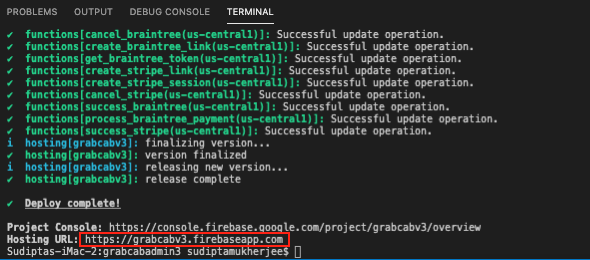 PROBLEMS OUTPUT DEBUG CONSOLE TERMINAL
✔ functions[cancel_braintree(us-central1)]: Successful update operation.
✔ functions[create_braintree_link(us-central1)]: Successful update operation.
✔ functions[get_braintree_token(us-central1)]: Successful update operation.
✔ functions[create_stripe_link(us-central1)]: Successful update operation.
✔ functions[create_stripe_session(us-central1)]: Successful update operation.
✔ functions[cancel_stripe(us-central1)]: Successful update operation.
✔ functions[success_braintree(us-central1)]: Successful update operation.
✔ functions[process_braintree_payment(us-central1)]: Successful update operation.
✔ functions[success_stripe(us-central1)]: Successful update operation.
i hosting[grabcabv3]: finalizing version...
✔ hosting[grabcabv3]: version finalized
i hosting[grabcabv3]: releasing new version...
✔ hosting[grabcabv3]: release complete
✔ Deploy complete!
Project Console: https://console.firebase.google.com/project/grabcabv3/overview
Hosting URL: https://grabcabv3.firebaseapp.com
Sudiptas-iMac-2:grabcabadmin3 sudiptamukherjee$